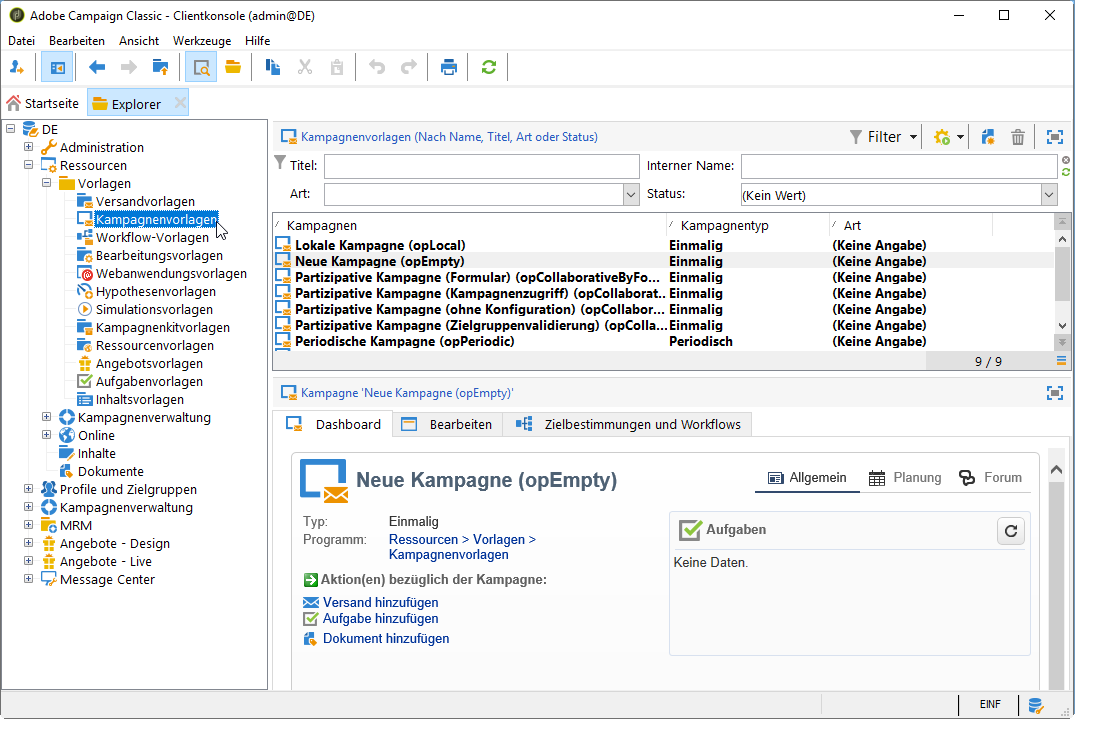 Adobe Campaign Classic - Clientkonsole (admin@DE)
Datei Bearbeiten Ansicht Werkzeuge Hilfe
Startseite Explorer
DE
Administration
Ressourcen
Vorlagen
Versandvorlagen
Kampagnenvorlagen
Workflow-Vorlagen
Bearbeitungsvorlagen
Webanwendungsvorlagen
Hypothesenvorlagen
Simulationsvorlagen
Kampagnenkitvorlagen
Ressourcenvorlagen
Angebotsvorlagen
Aufgabenvorlagen
Inhaltsvorlagen
Kampagnenverwaltung
Online
Inhalte
Dokumente
Profile und Zielgruppen
Kampagnenverwaltung
MRM
Angebote - Design
Angebote - Live
Message Center
Kampagnenvorlagen (Nach Name, Titel, Art oder Status) Filter
Titel: Interner Name:
Art: Status: (Kein Wert)
Kampagnen Kampagnentyp Art
Lokale Kampagne (opLocal) Einmalig (Keine Angabe)
Neue Kampagne (opEmpty) Einmalig (Keine Angabe)
Partizipative Kampagne (Formular) (opCollaborativeByFo... Einmalig (Keine Angabe)
Partizipative Kampagne (Kampagnenzugriff) (opCollaborat... Einmalig (Keine Angabe)
Partizipative Kampagne (ohne Konfiguration) (opCollabor... Einmalig (Keine Angabe)
Partizipative Kampagne (Zielgruppenvalidierung) (opColla... Einmalig (Keine Angabe)
Periodische Kampagne (opPeriodic) Periodisch (Keine Angabe)
9 / 9
Kampagne 'Neue Kampagne (opEmpty)'
Dashboard Bearbeiten Zielbestimmungen und Workflows
Neue Kampagne (opEmpty) Allgemein Planung Forum
Typ: Einmalig
Programm: Ressourcen > Vorlagen >
Kampagnenvorlagen
Aktion(en) bezüglich der Kampagne:
Versand hinzufügen
Aufgabe hinzufügen
Dokument hinzufügen
Aufgaben
Keine Daten.
EINF